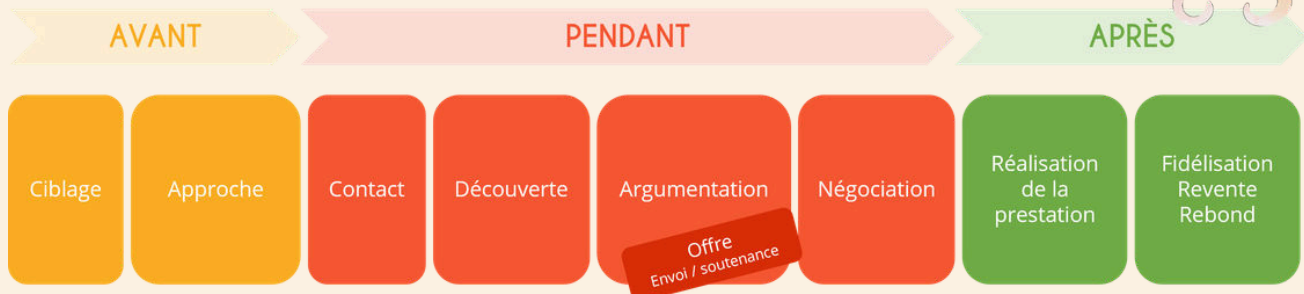 AVANT
PENDANT
APRÈS
Ciblage
Approche
Contact
Découverte
Argumentation
Offre
Envoi / soutenance
Négociation
Réalisation
de la
prestation
Fidélisation
Revente
Rebond